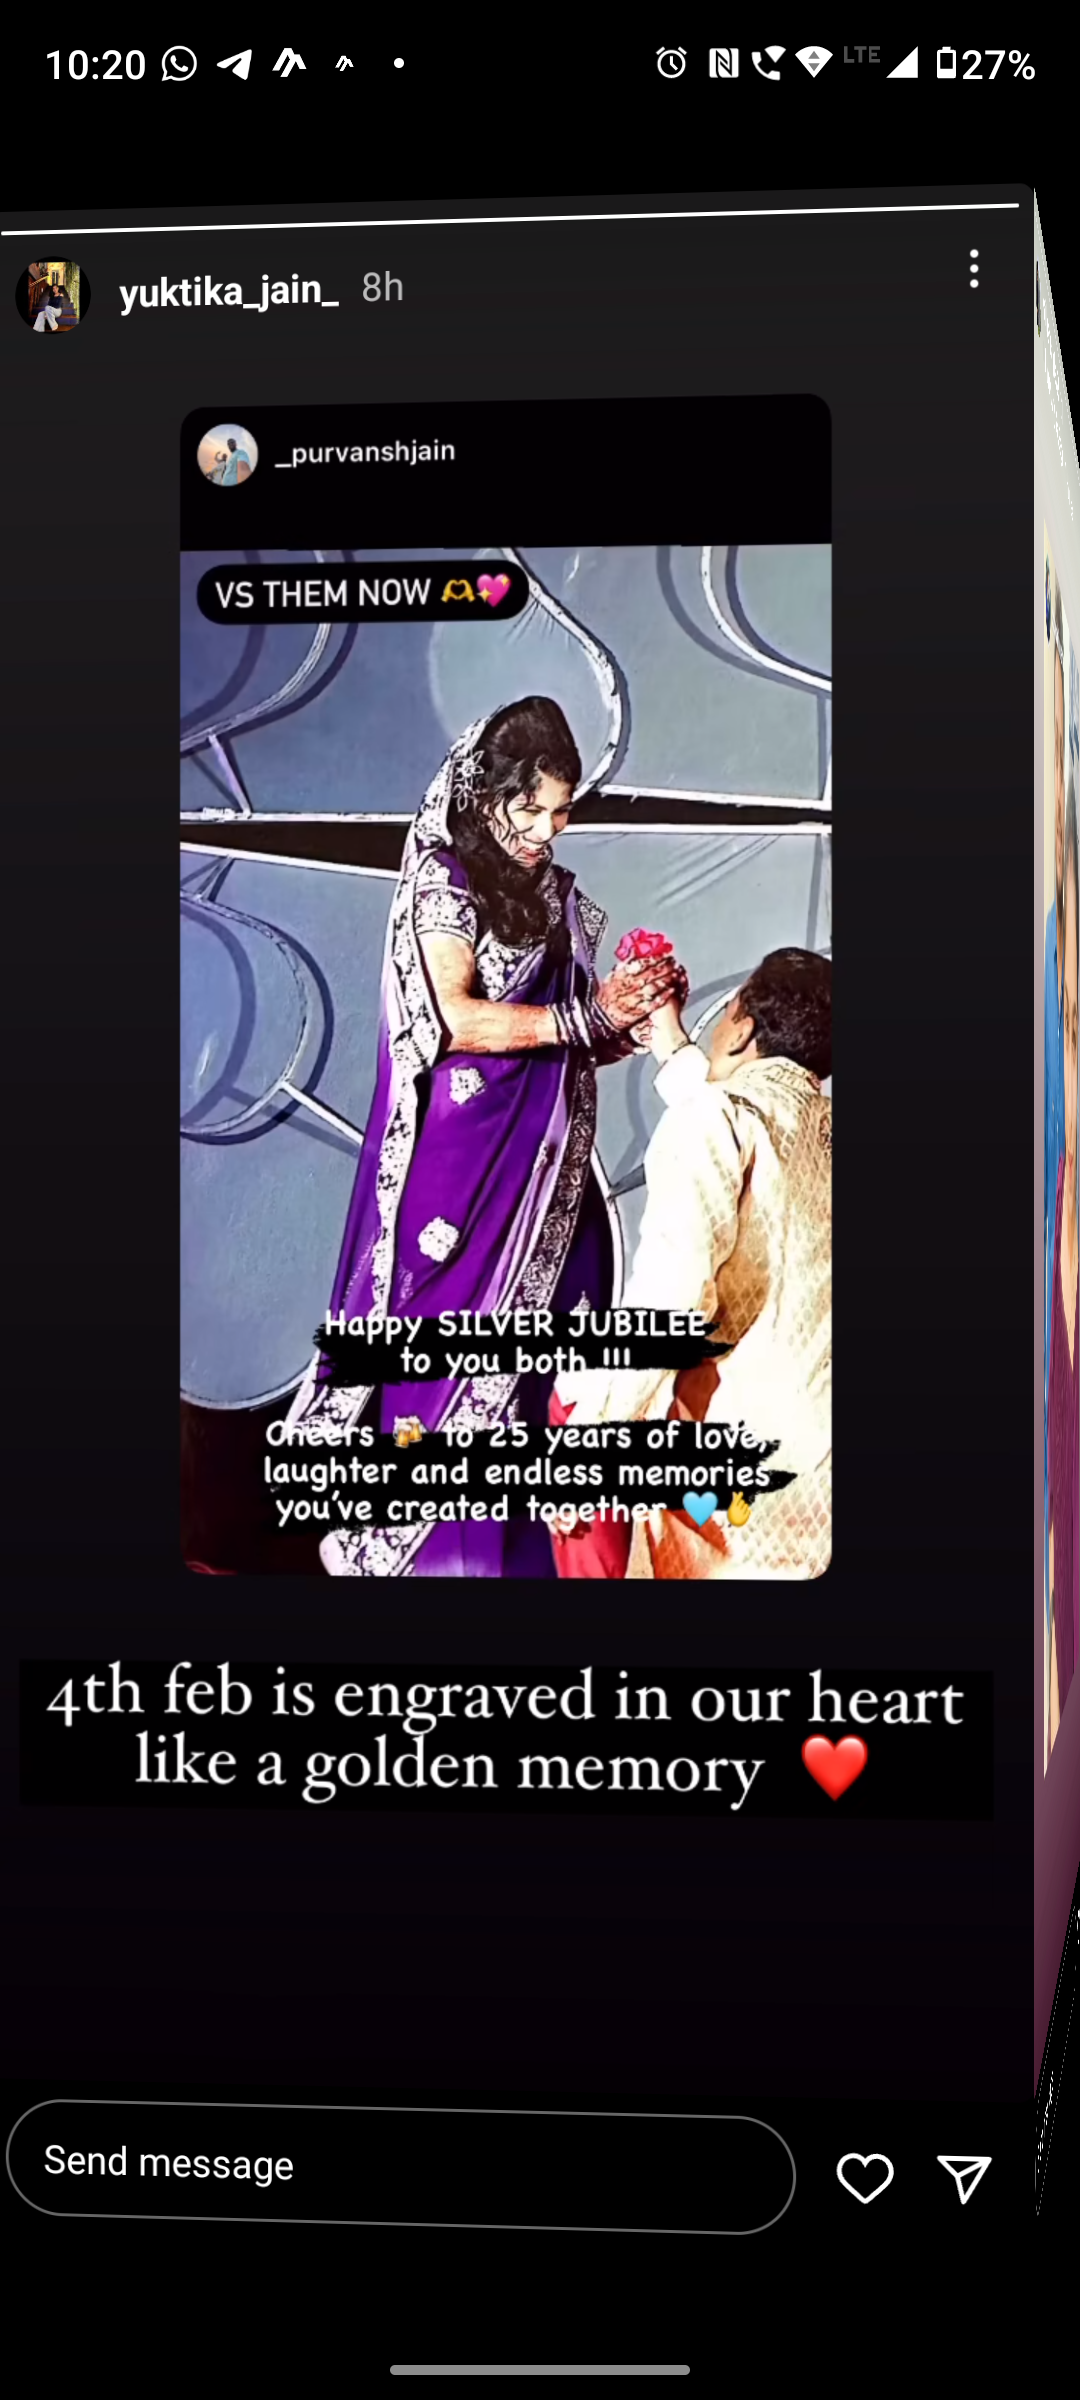 10:20
LTE
27%
yuktika_jain_ 8h
_purvanshjain
VS THEM NOW 🫶💖
Happy SILVER JUBILEE
to you both !!!
Cheers 🍻 to 25 years of love,
laughter and endless memories
you've created together 🩵🫰
4th feb is engraved in our heart
like a golden memory ❤️
Send message